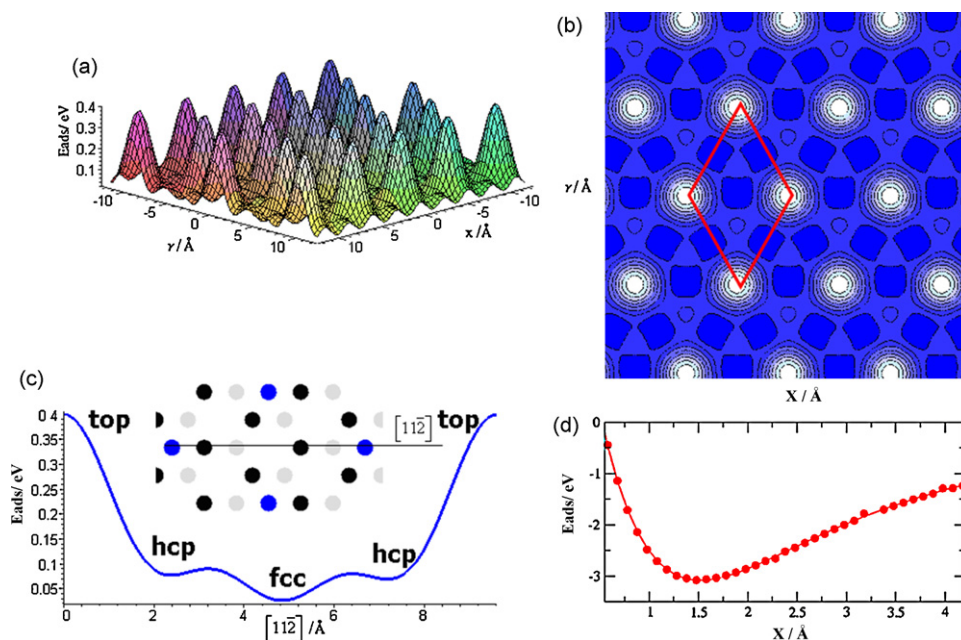 (a)
Eads/ eV
0.4
0.3
0.2
0.1
-10
-5
0
5
10
Y/Å
10
5
0
-5
-10
x/Å
(b)
Y/Å
X / Å
(c)
Eads/ eV
0 4
0.35
0.3
0.25
0.2
0.15
0.1
0.05
top
hcp
fcc
hcp
top
[112̄]
0 2 4 6 8
[112̄] /Å
(d)
Eads/ eV
0
-1
-2
-3
1 1.5 2 2.5 3 3.5 4
X / Å